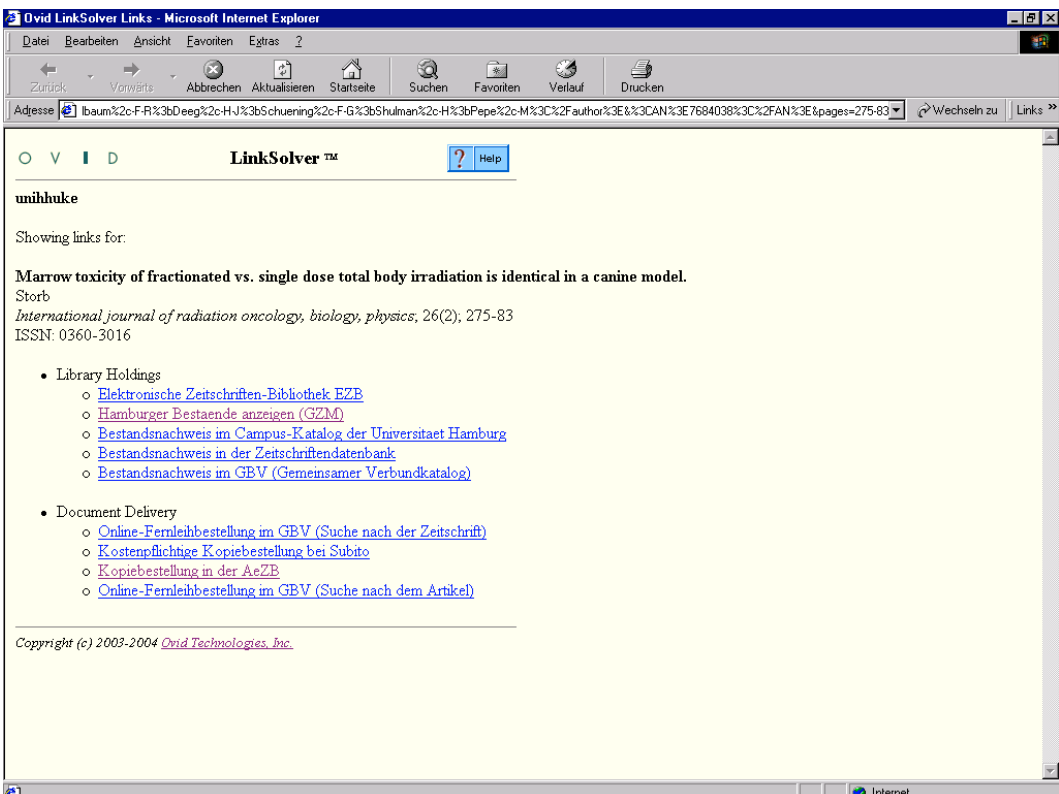 Ovid LinkSolver Links - Microsoft Internet Explorer
Datei Bearbeiten Ansicht Favoriten Extras ?
Zurück Vorwärts Abbrechen Aktualisieren Startseite Suchen Favoriten Verlauf Drucken
Adresse lbaum%2c-F-R%3bDeeg%2c-H-J%3bSchuening%2c-F-G%3bShulman%2c-H%3bPepe%2c-M%3C%2Fauthor%3E&%3CAN%3E7684038%3C%2FAN%3E&pages=275-83 Wechseln zu Links »
O V I D LinkSolver ™ ? Help
unihhuke
Showing links for:
Marrow toxicity of fractionated vs. single dose total body irradiation is identical in a canine model.
Storb
International journal of radiation oncology, biology, physics; 26(2); 275-83
ISSN: 0360-3016
• Library Holdings
o Elektronische Zeitschriften-Bibliothek EZB
o Hamburger Bestaende anzeigen (GZM)
o Bestandsnachweis im Campus-Katalog der Universitaet Hamburg
o Bestandsnachweis in der Zeitschriftendatenbank
o Bestandsnachweis im GBV (Gemeinsamer Verbundkatalog)
• Document Delivery
o Online-Fernleihbestellung im GBV (Suche nach der Zeitschrift)
o Kostenpflichtige Kopiebestellung bei Subito
o Kopiebestellung in der AeZB
o Online-Fernleihbestellung im GBV (Suche nach dem Artikel)
Copyright (c) 2003-2004 Ovid Technologies, Inc.
Internet